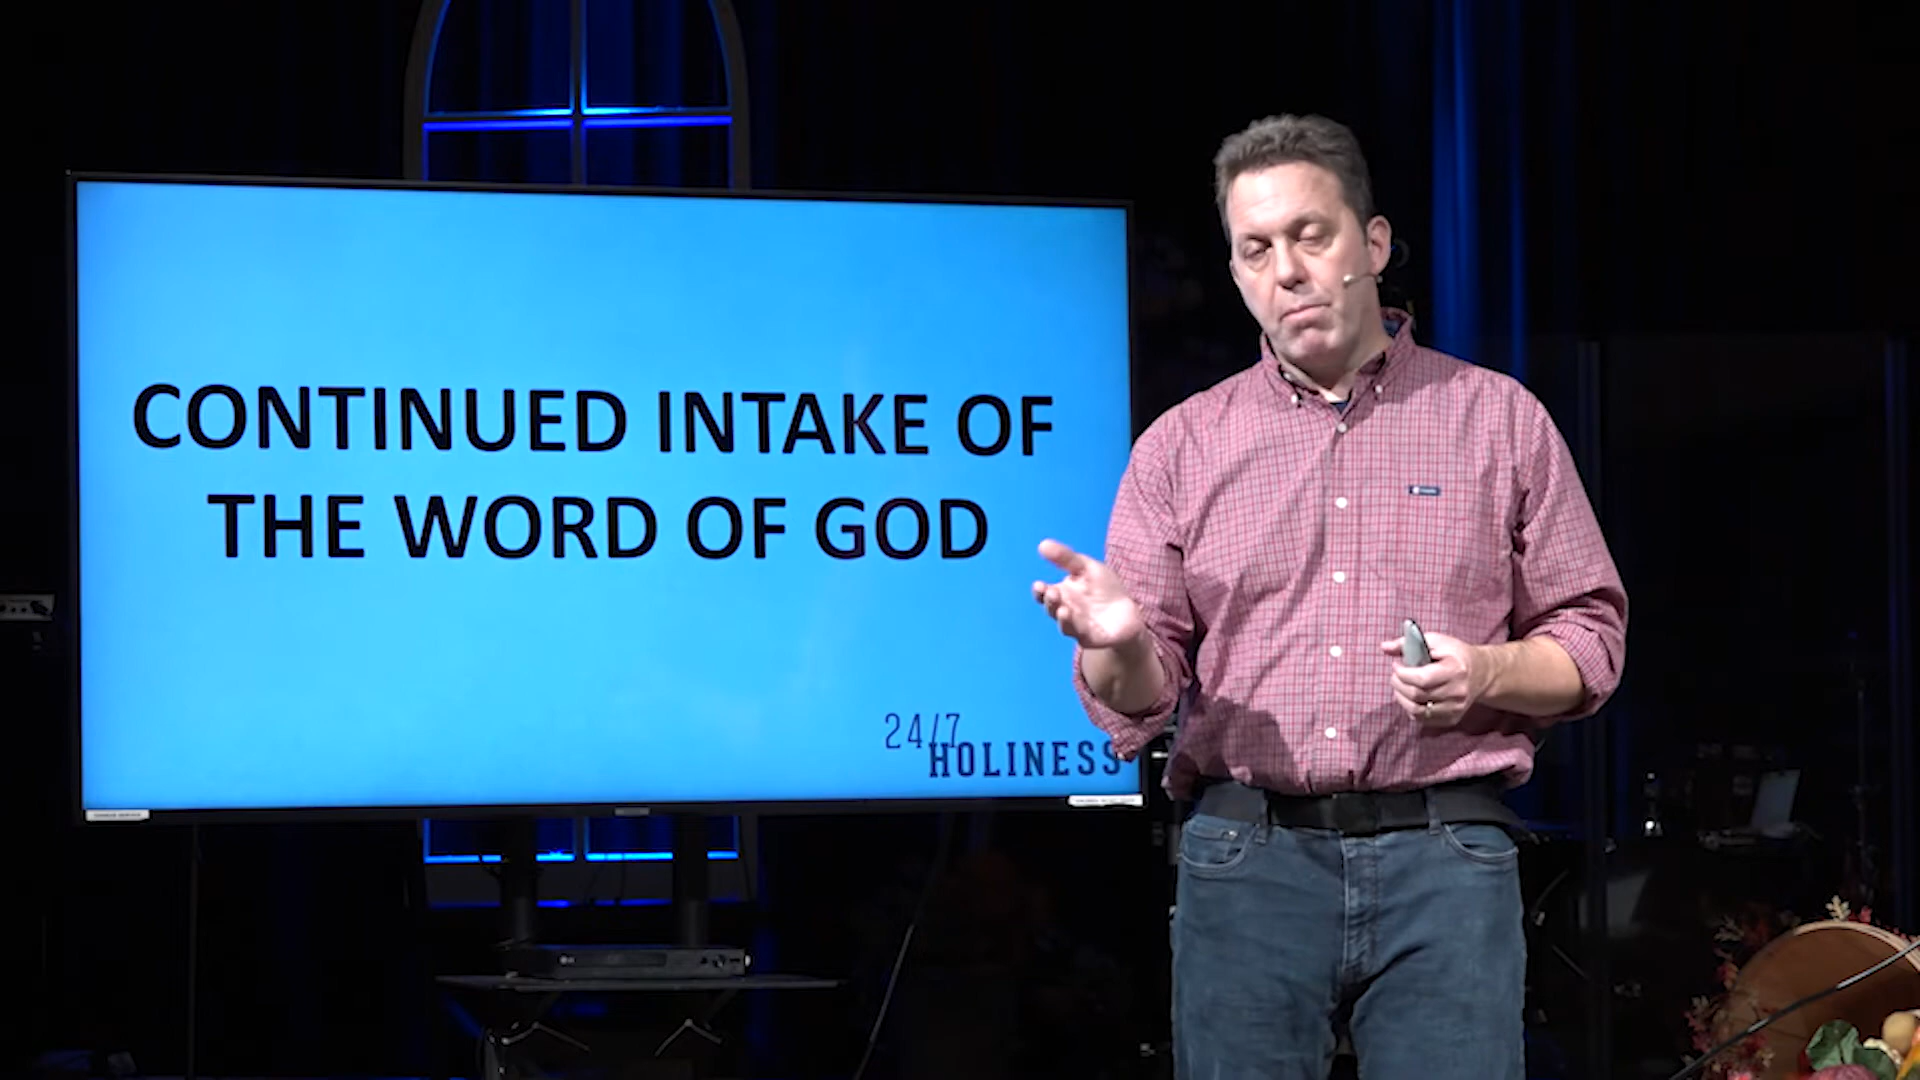 CONTINUED INTAKE OF
THE WORD OF GOD
24/7
HOLINESS